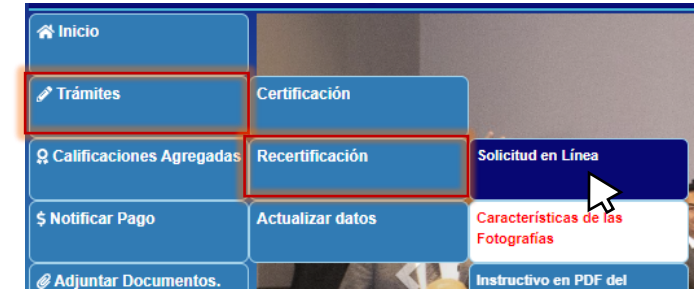 Inicio
Trámites
Certificación
Calificaciones Agregadas
Recertificación
Solicitud en Línea
$ Notificar Pago
Actualizar datos
Características de las
Fotografías
Adjuntar Documentos.
Instructivo en PDF del